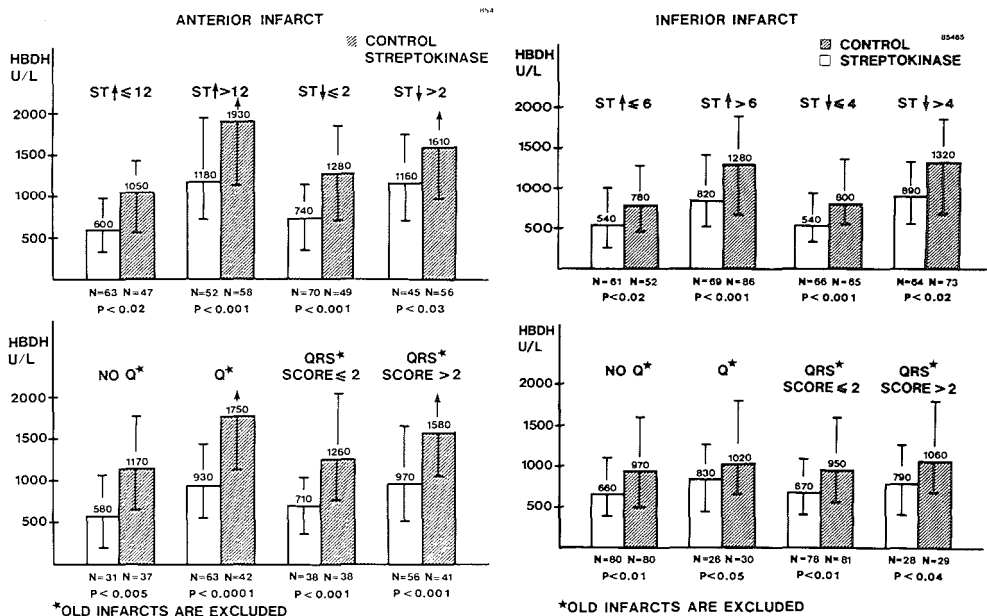 ANTERIOR INFARCT
854
HBDH
U/L
CONTROL
STREPTOKINASE
ST↑≤12 ST↑>12 ST↓≤2 ST↓>2
2000
1500
1000
500
600 1050 1180 1930 740 1280 1160 1610
N=63 N=47 N=52 N=58 N=70 N=49 N=45 N=56
P<0.02 P<0.001 P<0.001 P<0.03
HBDH
U/L
NO Q* Q* QRS* SCORE≤2 QRS* SCORE>2
2000
1500
1000
500
580 1170 930 1750 710 1260 970 1580
N=31 N=37 N=63 N=42 N=38 N=38 N=56 N=41
P<0.005 P<0.0001 P<0.001 P<0.001
*OLD INFARCTS ARE EXCLUDED
INFERIOR INFARCT
85465
HBDH
U/L
CONTROL
STREPTOKINASE
ST↑≤6 ST↑>6 ST↓≤4 ST↓>4
2000
1500
1000
500
540 780 820 1280 540 800 890 1320
N=61 N=52 N=69 N=86 N=66 N=65 N=64 N=73
P<0.02 P<0.001 P<0.001 P<0.02
HBDH
U/L
NO Q* Q* QRS* SCORE≤2 QRS* SCORE>2
2000
1500
1000
500
660 970 830 1020 670 950 790 1060
N=80 N=80 N=26 N=30 N=78 N=81 N=28 N=29
P<0.01 P<0.05 P<0.01 P<0.04
*OLD INFARCTS ARE EXCLUDED